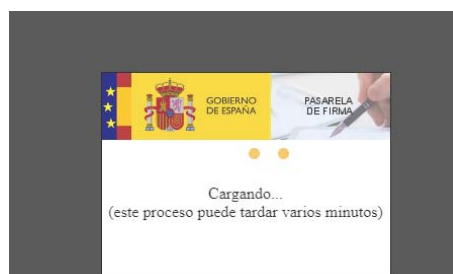 GOBIERNO
DE ESPAÑA
PASARELA
DE FIRMA
Cargando...
(este proceso puede tardar varios minutos)